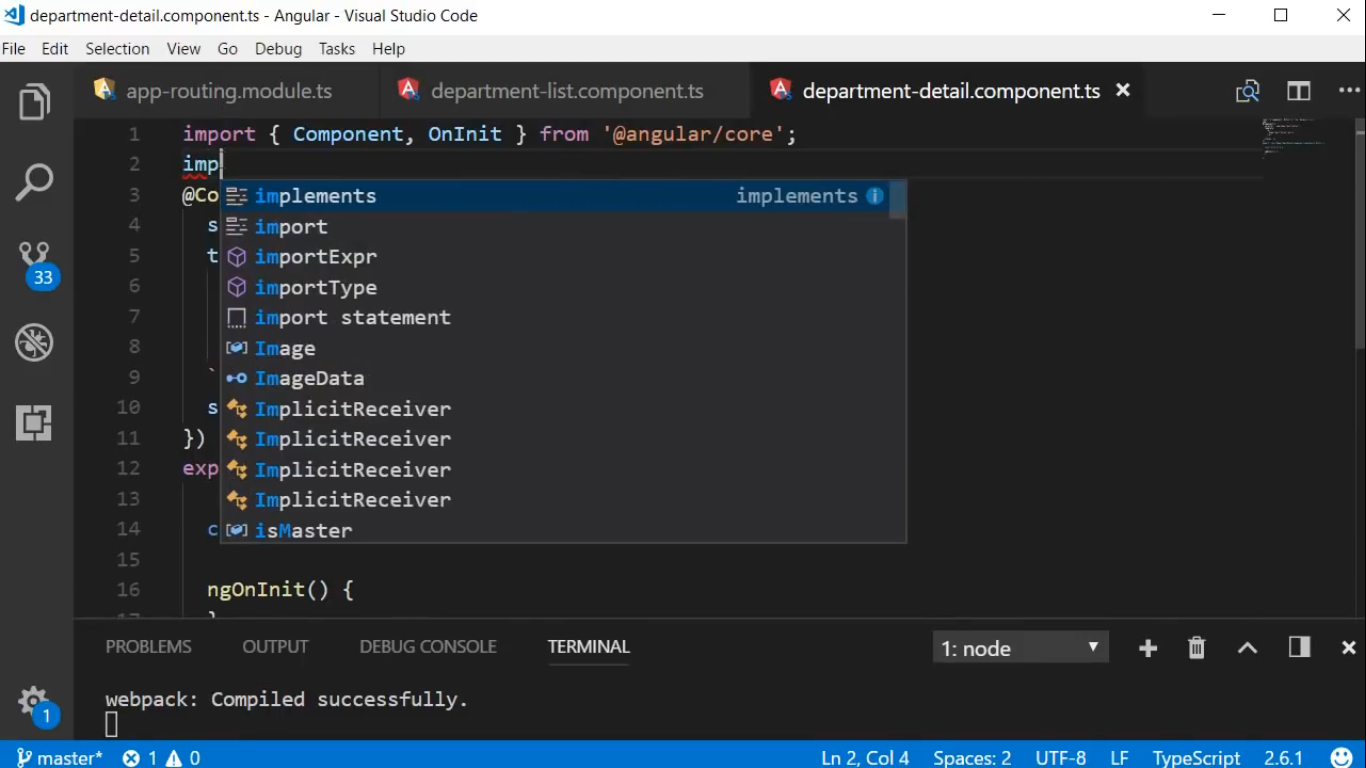 department-detail.component.ts - Angular - Visual Studio Code
File Edit Selection View Go Debug Tasks Help
app-routing.module.ts department-list.component.ts department-detail.component.ts
1 import { Component, OnInit } from '@angular/core';
2 imp
3 @Co
implements implements
4 s
import
5 t
importExpr
6
importType
7
import statement
8
Image
9 `
ImageData
10 s
ImplicitReceiver
11 })
ImplicitReceiver
12 exp
ImplicitReceiver
13
ImplicitReceiver
14 c
isMaster
15
16 ngOnInit() {
17 }
33
PROBLEMS OUTPUT DEBUG CONSOLE TERMINAL 1: node
webpack: Compiled successfully.
1
master* 1 0 Ln 2, Col 4 Spaces: 2 UTF-8 LF TypeScript 2.6.1